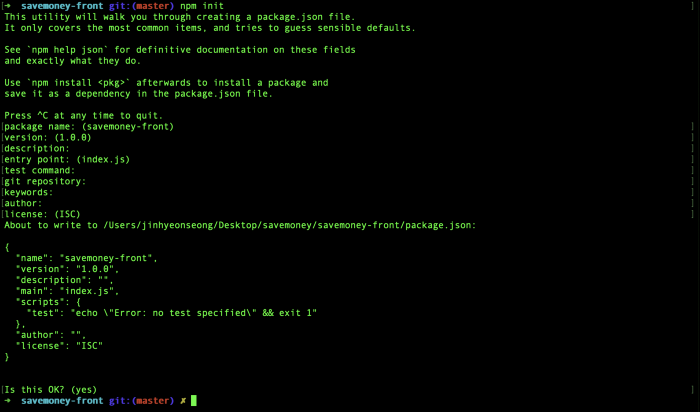 ➜  savemoney-front git:(master) npm init
This utility will walk you through creating a package.json file.
It only covers the most common items, and tries to guess sensible defaults.

See `npm help json` for definitive documentation on these fields
and exactly what they do.

Use `npm install <pkg>` afterwards to install a package and
save it as a dependency in the package.json file.

Press ^C at any time to quit.
package name: (savemoney-front)
version: (1.0.0)
description:
entry point: (index.js)
test command:
git repository:
keywords:
author:
license: (ISC)
About to write to /Users/jinhyeonseong/Desktop/savemoney/savemoney-front/package.json:

{
  "name": "savemoney-front",
  "version": "1.0.0",
  "description": "",
  "main": "index.js",
  "scripts": {
    "test": "echo \"Error: no test specified\" && exit 1"
  },
  "author": "",
  "license": "ISC"
}


Is this OK? (yes)
➜  savemoney-front git:(master) ✗